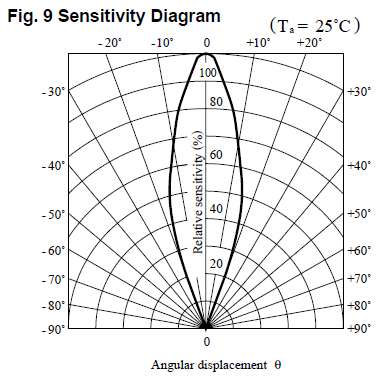 Fig. 9 Sensitivity Diagram
(Ta = 25°C)
-20° -10° 0 +10° +20°
100
-30° +30°
80
Relative sensitivity (%)
60
-40° +40°
40
-50° +50°
-60° +60°
20
-70° +70°
-80° +80°
-90° +90°
0
Angular displacement θ